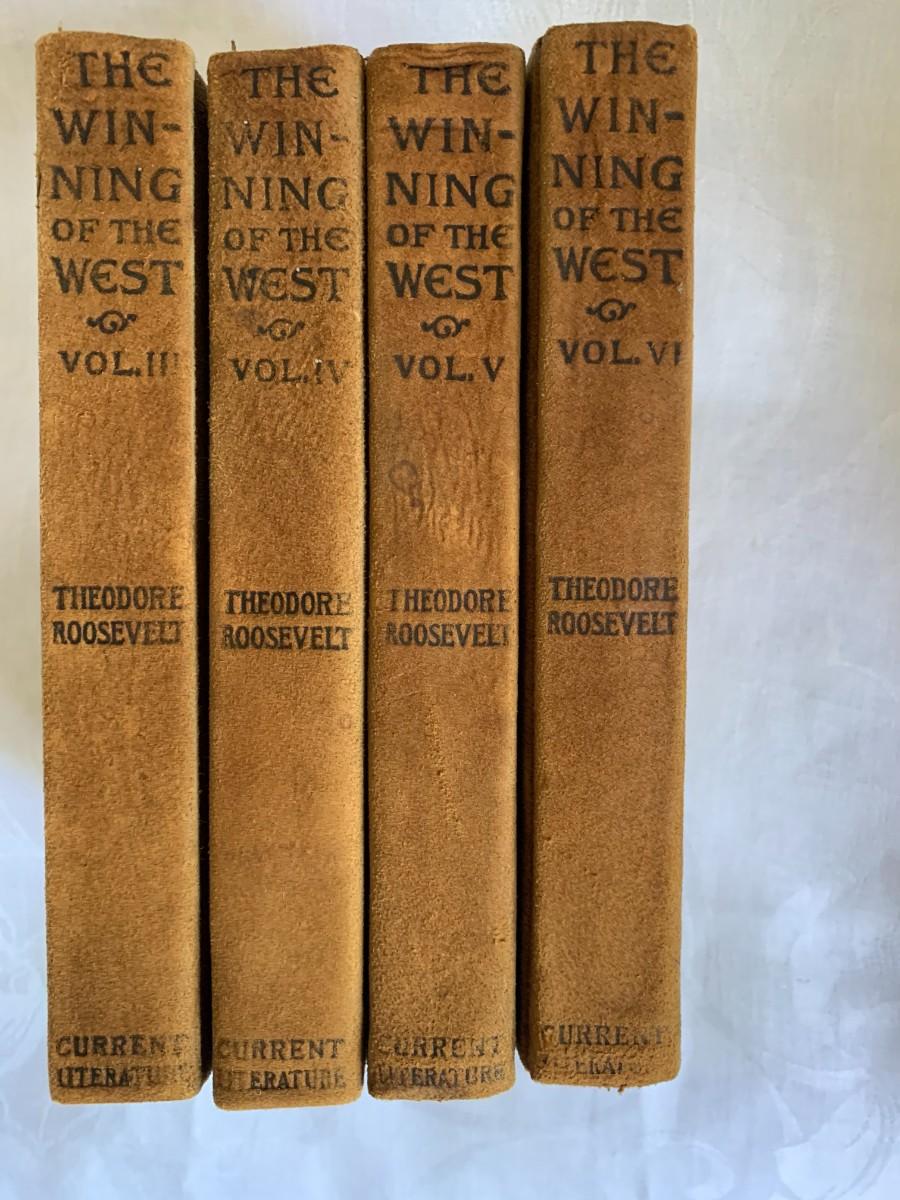 THE
WIN-
NING
OF THE
WEST
VOL. III
THEODORE
ROOSEVELT
CURRENT
LITERATURE
THE
WIN-
NING
OF THE
WEST
VOL. IV
THEODORE
ROOSEVELT
CURRENT
LITERATURE
THE
WIN-
NING
OF THE
WEST
VOL. V
THEODORE
ROOSEVELT
CURRENT
LITERATURE
THE
WIN-
NING
OF THE
WEST
VOL. VI
THEODORE
ROOSEVELT
CURRENT